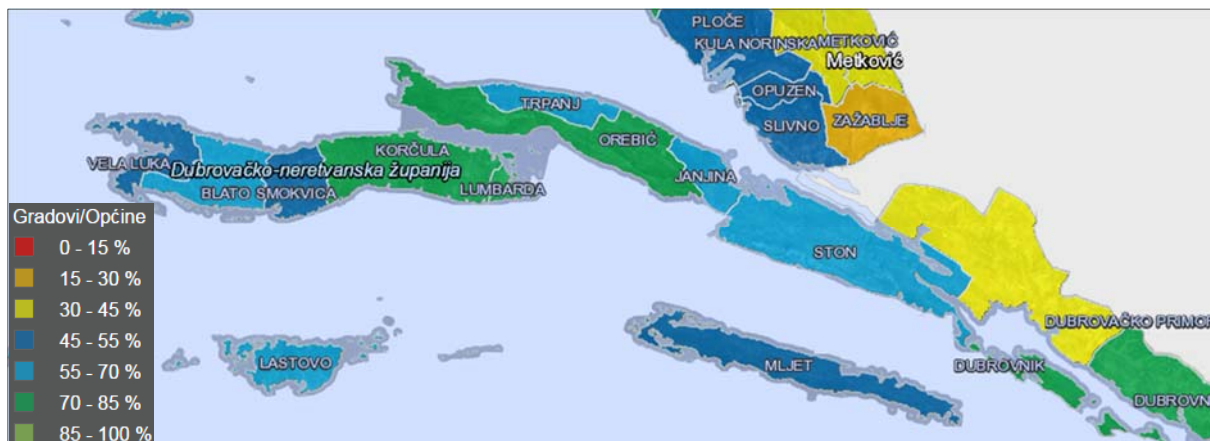 PLOČE
KULA NORINSKA
METKOVIĆ
Metković
OPUZEN
TRPANJ
SLIVNO
ZAŽABLJE
OREBIĆ
KORČULA
VELA LUKA
Dubrovačko-neretvanska županija
JANJINA
BLATO
SMOKVICA
LUMBARDA
STON
DUBROVAČKO PRIMOR
LASTOVO
MLJET
DUBROVNIK
DUBROVN
Gradovi/Općine
0 - 15 %
15 - 30 %
30 - 45 %
45 - 55 %
55 - 70 %
70 - 85 %
85 - 100 %